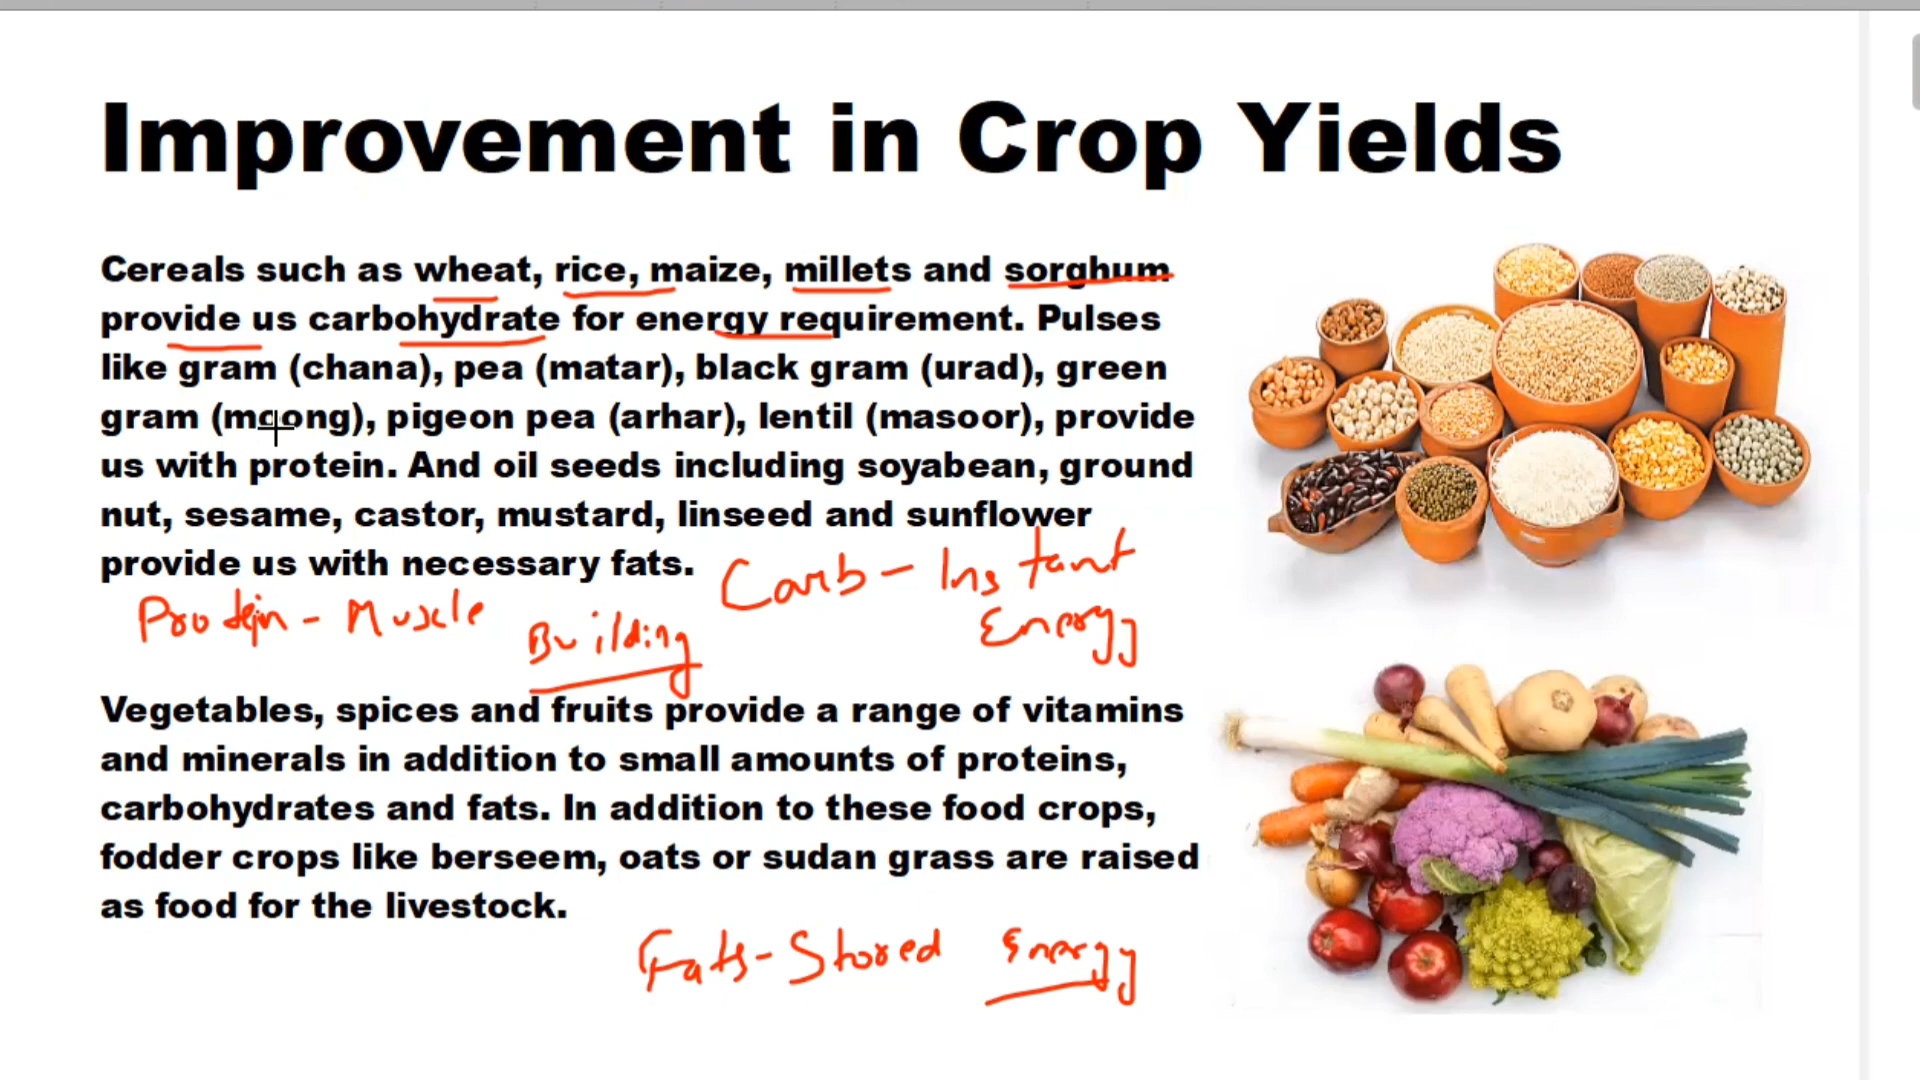 Improvement in Crop Yields
Cereals such as wheat, rice, maize, millets and sorghum
provide us carbohydrate for energy requirement. Pulses
like gram (chana), pea (matar), black gram (urad), green
gram (moong), pigeon pea (arhar), lentil (masoor), provide
us with protein. And oil seeds including soyabean, ground
nut, sesame, castor, mustard, linseed and sunflower
provide us with necessary fats.
Carb - Instant
Energy
Protein - Muscle
Building
Vegetables, spices and fruits provide a range of vitamins
and minerals in addition to small amounts of proteins,
carbohydrates and fats. In addition to these food crops,
fodder crops like berseem, oats or sudan grass are raised
as food for the livestock.
Fats - Stored Energy